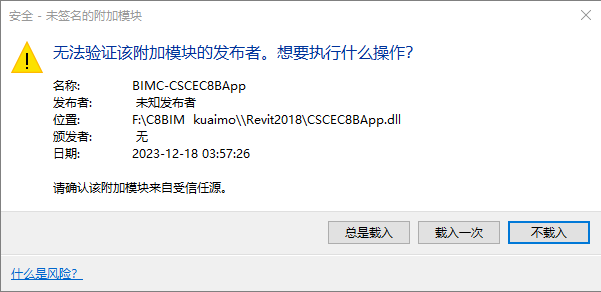 安全 - 未签名的附加模块
无法验证该附加模块的发布者。想要执行什么操作?
名称: BIMC-CSCEC8BApp
发布者: 未知发布者
位置: F:\C8BIM kuaimo\\Revit2018\CSCEC8BApp.dll
颁发者: 无
日期: 2023-12-18 03:57:26
请确认该附加模块来自受信任源。
总是载入 载入一次 不载入
什么是风险?